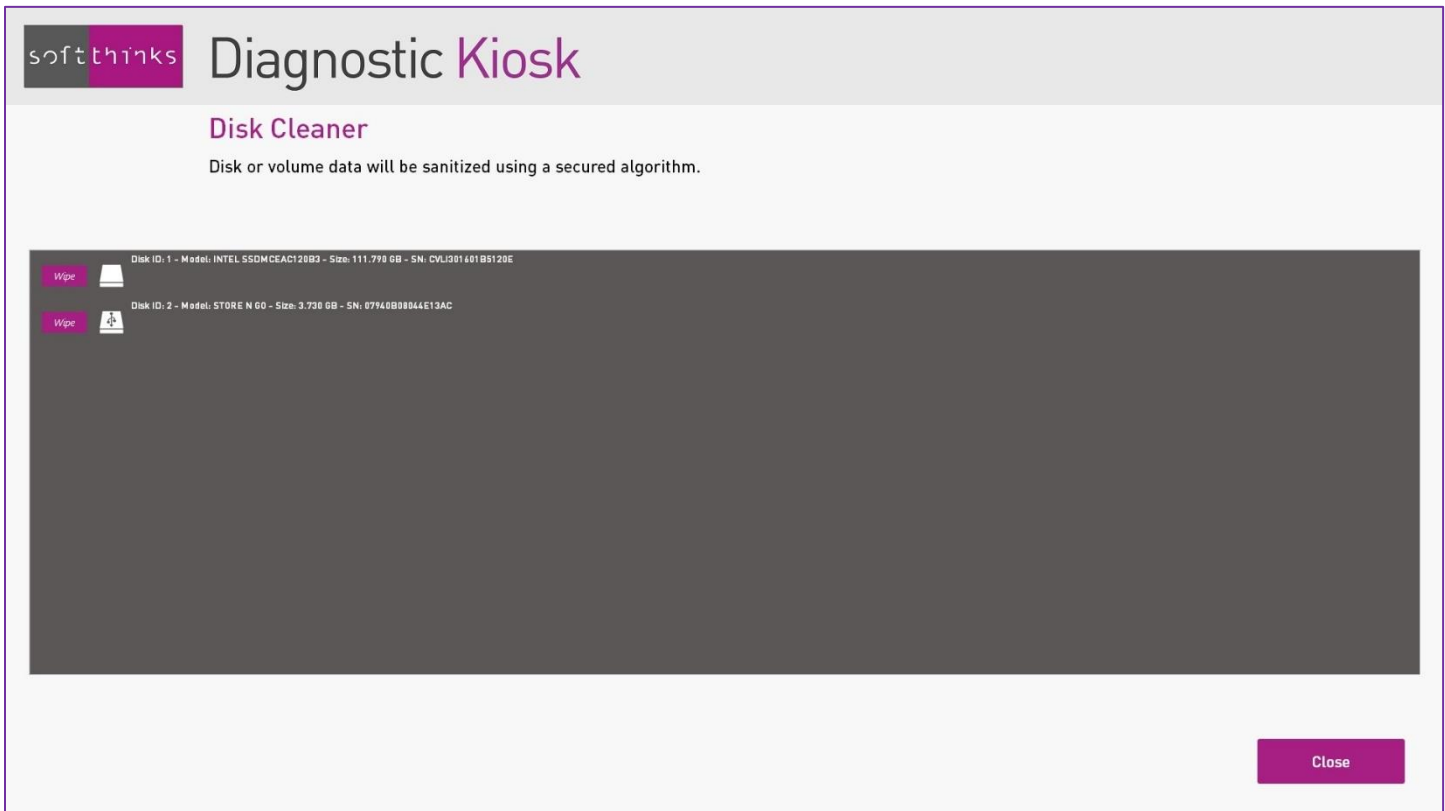 softthinks
Diagnostic Kiosk
Disk Cleaner
Disk or volume data will be sanitized using a secured algorithm.
Wipe
Disk ID: 1 - Model: INTEL SSDMCEAC120B3 - Size: 111.790 GB - SN: CVLI301601B5120E
Wipe
Disk ID: 2 - Model: STORE N GO - Size: 3.730 GB - SN: 07940B08044E13AC
Close